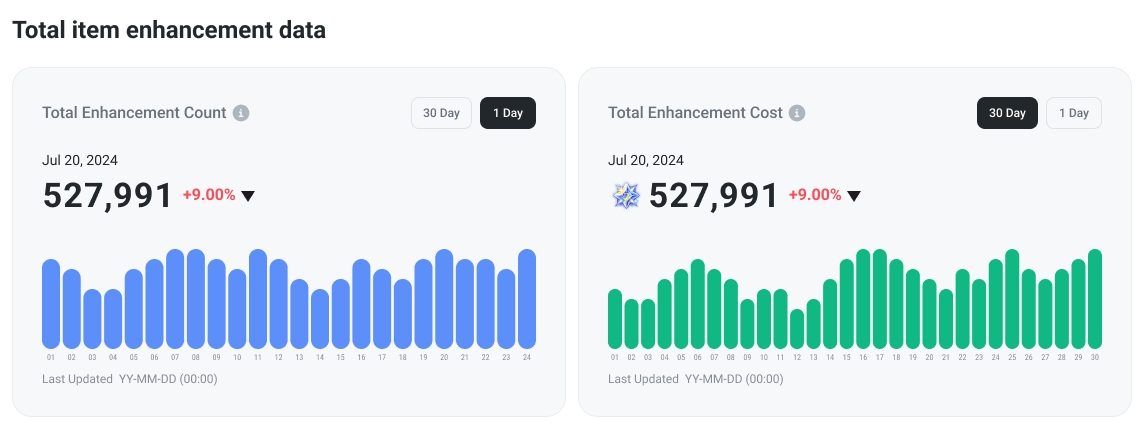 Total item enhancement data
Total Enhancement Count
30 Day
1 Day
Jul 20, 2024
527,991 +9.00%
01 02 03 04 05 06 07 08 09 10 11 12 13 14 15 16 17 18 19 20 21 22 23 24
Last Updated YY-MM-DD (00:00)
Total Enhancement Cost
30 Day
1 Day
Jul 20, 2024
527,991 +9.00%
01 02 03 04 05 06 07 08 09 10 11 12 13 14 15 16 17 18 19 20 21 22 23 24 25 26 27 28 29 30
Last Updated YY-MM-DD (00:00)